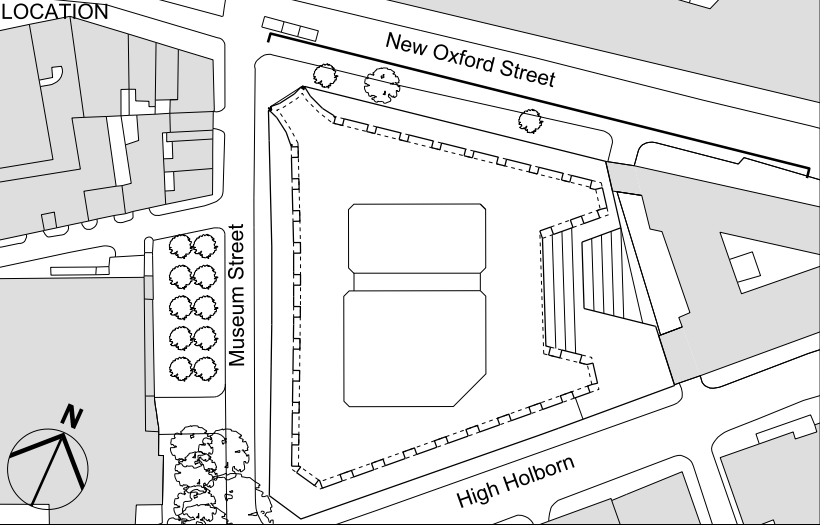 LOCATION
New Oxford Street
Museum Street
N
High Holborn